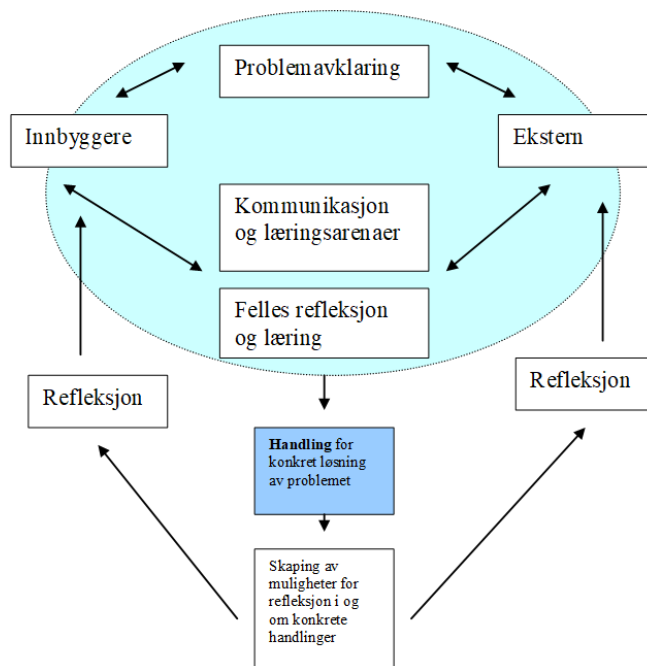 Problemavklaring
Innbyggere
Ekstern
Kommunikasjon
og læringsarenaer
Felles refleksjon
og læring
Refleksjon
Refleksjon
Handling for
konkret løsning
av problemet
Skaping av
muligheter for
refleksjon i og
om konkrete
handlinger